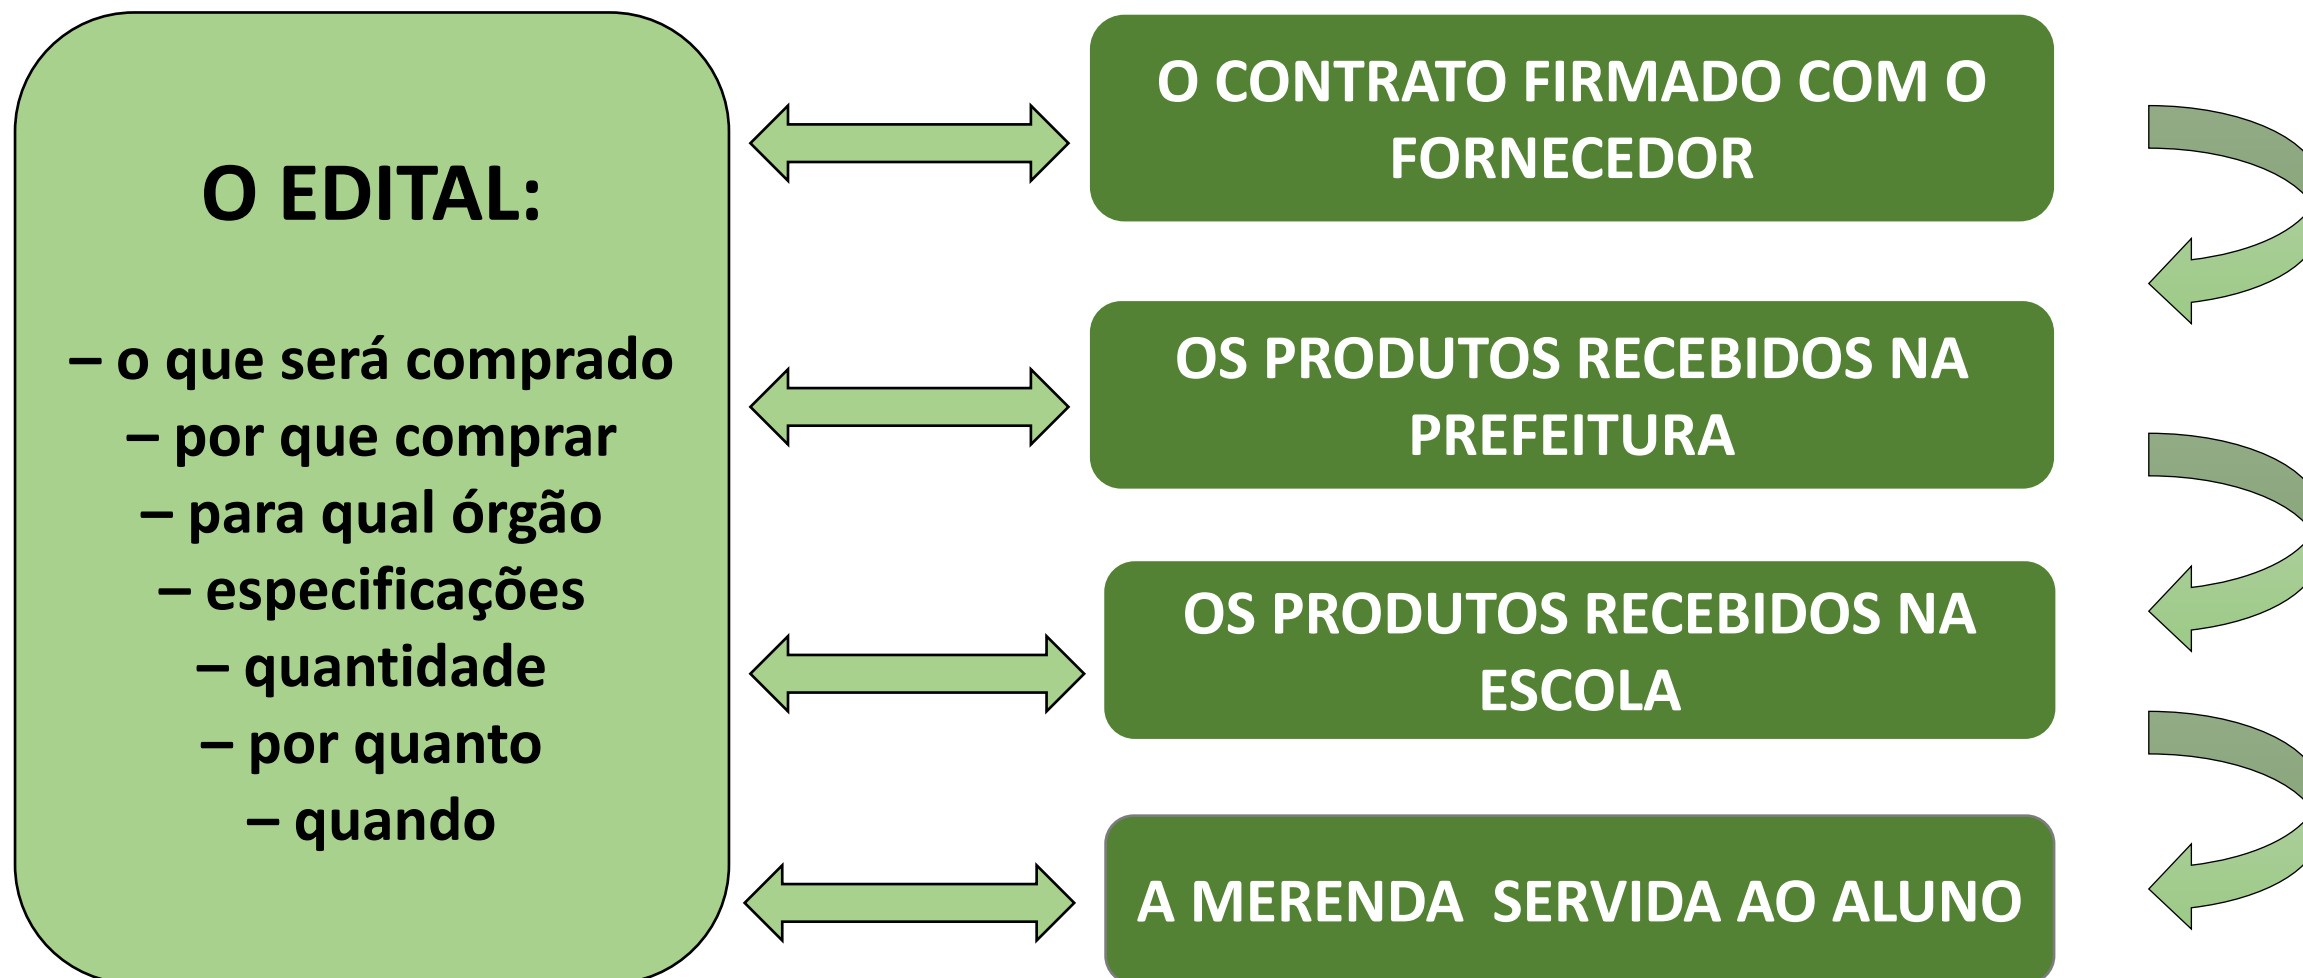 O EDITAL:
– o que será comprado
– por que comprar
– para qual órgão
– especificações
– quantidade
– por quanto
– quando
O CONTRATO FIRMADO COM O
FORNECEDOR
OS PRODUTOS RECEBIDOS NA
PREFEITURA
OS PRODUTOS RECEBIDOS NA
ESCOLA
A MERENDA  SERVIDA AO ALUNO